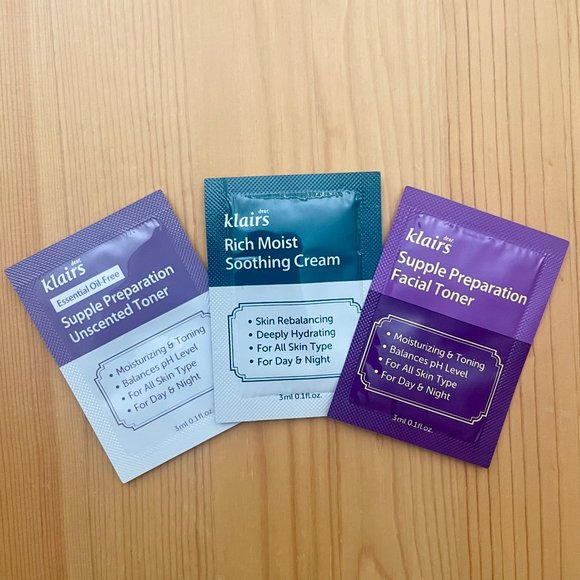 dear,
klairs
Essential Oil-Free
Supple Preparation
Unscented Toner
• Moisturizing & Toning
• Balances pH Level
• For All Skin Type
• For Day & Night
3ml 0.1fl.oz.
dear,
klairs
Rich Moist
Soothing Cream
• Skin Rebalancing
• Deeply Hydrating
• For All Skin Type
• For Day & Night
3ml 0.1fl.oz.
dear,
klairs
Supple Preparation
Facial Toner
• Moisturizing & Toning
• Balances pH Level
• For All Skin Type
• For Day & Night
3ml 0.1fl.oz.